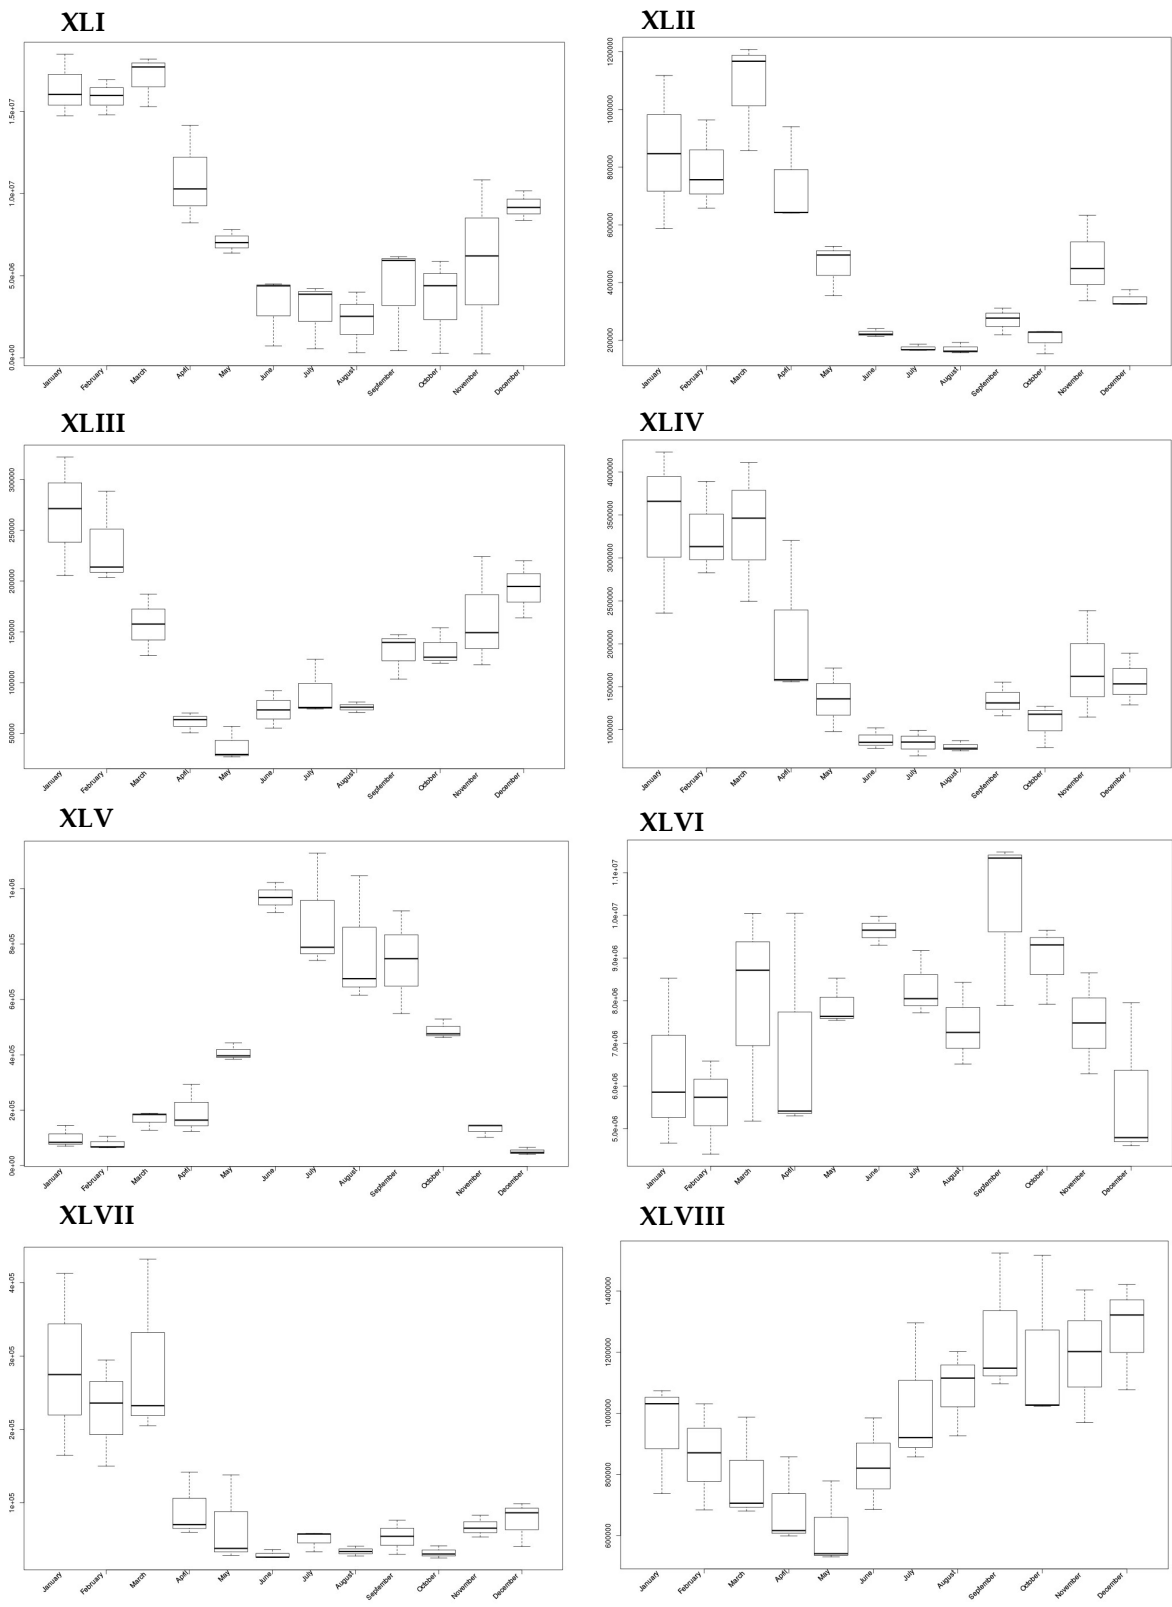 XLI
1.5e+07
1.0e+07
5.0e+06
0.0e+00
January February March April May June July August September October November December
XLII
1200000
1000000
800000
600000
400000
200000
January February March April May June July August September October November December
XLIII
300000
250000
200000
150000
100000
50000
January February March April May June July August September October November December
XLIV
4000000
3500000
3000000
2500000
2000000
1500000
1000000
January February March April May June July August September October November December
XLV
1e+06
8e+05
6e+05
4e+05
2e+05
0e+00
January February March April May June July August September October November December
XLVI
1.1e+07
1.0e+07
9.0e+06
8.0e+06
7.0e+06
6.0e+06
5.0e+06
January February March April May June July August September October November December
XLVII
4e+05
3e+05
2e+05
1e+05
January February March April May June July August September October November December
XLVIII
1400000
1200000
1000000
800000
600000
January February March April May June July August September October November December